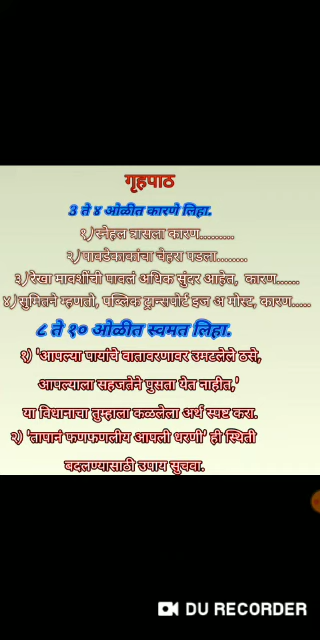 गृहपाठ
3 ते ४ ओळीत कारणे लिहा.
१) स्नेहल त्रासला कारण.........
२) पावडेकाकांचा चेहरा पडला........
३) रेखा मावशींची पावलं अधिक सुंदर आहेत, कारण......
४) सुमितने म्हणतो, पब्लिक ट्रान्सपोर्ट इज अ मोस्ट, कारण.....
८ ते १० ओळीत स्वमत लिहा.
१) 'आपल्या पायांचे वातावरणावर उमटलेले ठसे,
आपल्याला सहजतेने पुसता येत नाहीत,'
या विधानाचा तुम्हाला कळलेला अर्थ स्पष्ट करा.
२) 'तापानं फणफणलीय आपली धरणी' ही स्थिती
बदलण्यासाठी उपाय सुचवा.
DU RECORDER